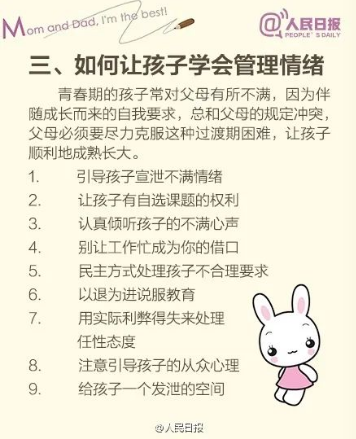 Mom and Dad, I'm the best!
@人民日报
PEOPLE'S DAILY
三、如何让孩子学会管理情绪
青春期的孩子常对父母有所不满，因为伴
随成长而来的自我要求，总和父母的规定冲突，
父母必须要尽力克服这种过渡期困难，让孩子
顺利地成熟长大。
1. 引导孩子宣泄不满情绪
2. 让孩子有自选课题的权利
3. 认真倾听孩子的不满心声
4. 别让工作忙成为你的借口
5. 民主方式处理孩子不合理要求
6. 以退为进说服教育
7. 用实际利弊得失来处理
任性态度
8. 注意引导孩子的从众心理
9. 给孩子一个发泄的空间
@人民日报